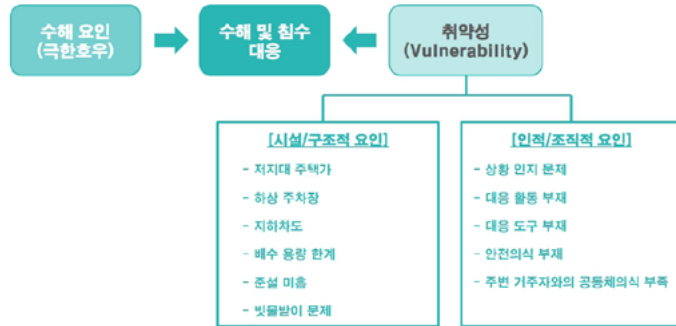 수해 요인
(극한호우)
수해 및 침수
대응
취약성
(Vulnerability)
[시설/구조적 요인]
- 저지대 주택가
- 하상 주차장
- 지하차도
- 배수 용량 한계
- 준설 미흡
- 빗물받이 문제
[인적/조직적 요인]
- 상황 인지 문제
- 대응 활동 부재
- 대응 도구 부재
- 안전의식 부재
- 주변 거주자와의 공동체의식 부족